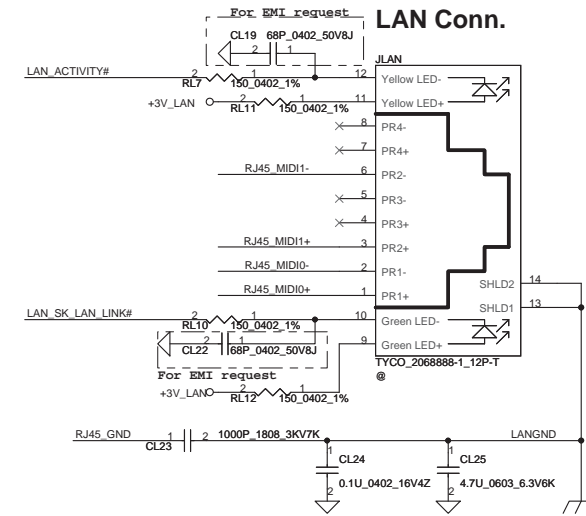 For EMI request
LAN Conn.
CL19 68P_0402_50V8J
2 1
JLAN
LAN_ACTIVITY#
2 1
RL7 150_0402_1%
12 Yellow LED-
+3V_LAN
2 1
RL11 150_0402_1%
11 Yellow LED+
8 PR4-
7 PR4+
RJ45_MIDI1-
6 PR2-
5 PR3-
4 PR3+
RJ45_MIDI1+
3 PR2+
RJ45_MIDI0-
2 PR1-
RJ45_MIDI0+
1 PR1+
SHLD2 14
SHLD1 13
LAN_SK_LAN_LINK#
2 1
RL10 150_0402_1%
10 Green LED-
2 1
CL22 68P_0402_50V8J
9 Green LED+
For EMI request
TYCO_2068888-1_12P-T
@
+3V_LAN
2 1
RL12 150_0402_1%
RJ45_GND
1 2
CL23
1000P_1808_3KV7K
LANGND
1
CL24
0.1U_0402_16V4Z
2
1
CL25
4.7U_0603_6.3V6K
2